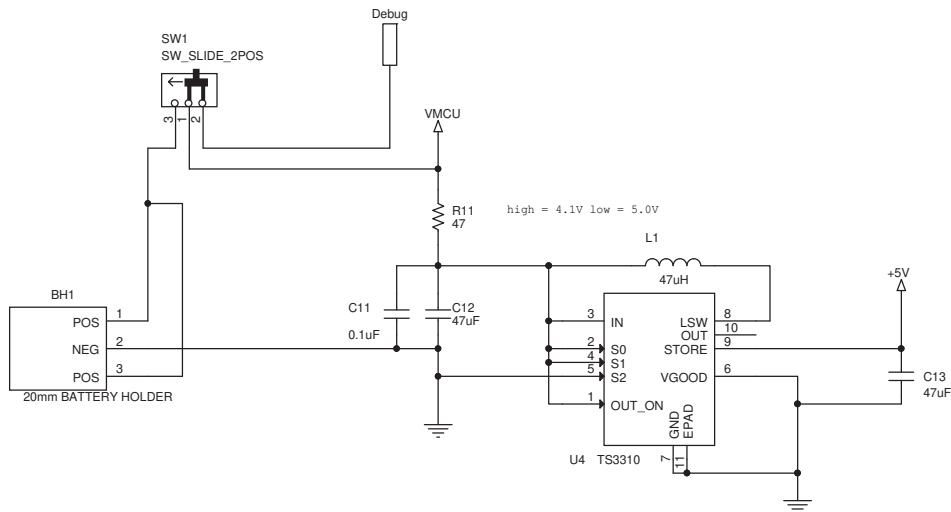 Debug
SW1
SW_SLIDE_2POS
3
1
2
VMCU
R11
47
high = 4.1V low = 5.0V
L1
47uH
+5V
BH1
POS
1
NEG
2
POS
3
20mm BATTERY HOLDER
C11
0.1uF
C12
47uF
3
IN
2
S0
4
S1
5
S2
1
OUT_ON
LSW
8
OUT
10
STORE
9
VGOOD
6
GND
EPAD
7
11
U4 TS3310
C13
47uF